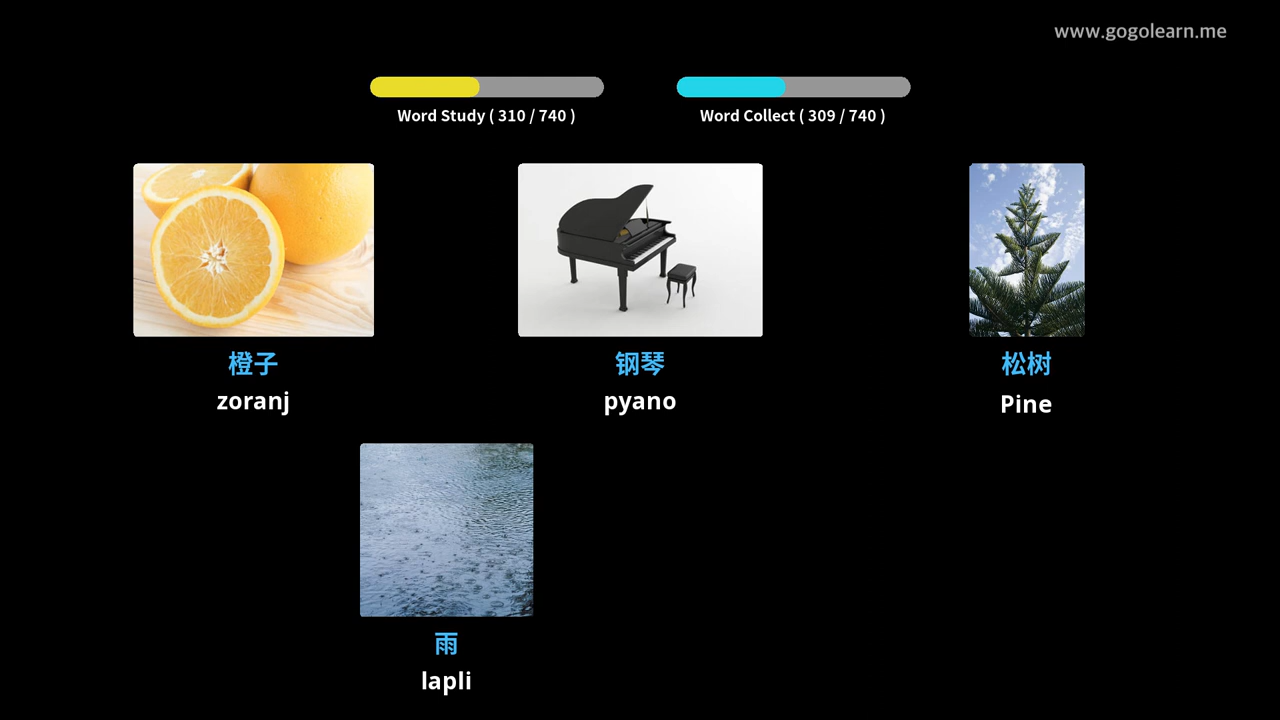 www.gogolearn.me
Word Study ( 310 / 740 )
Word Collect ( 309 / 740 )
橙子
zoranj
钢琴
pyano
松树
Pine
雨
lapli